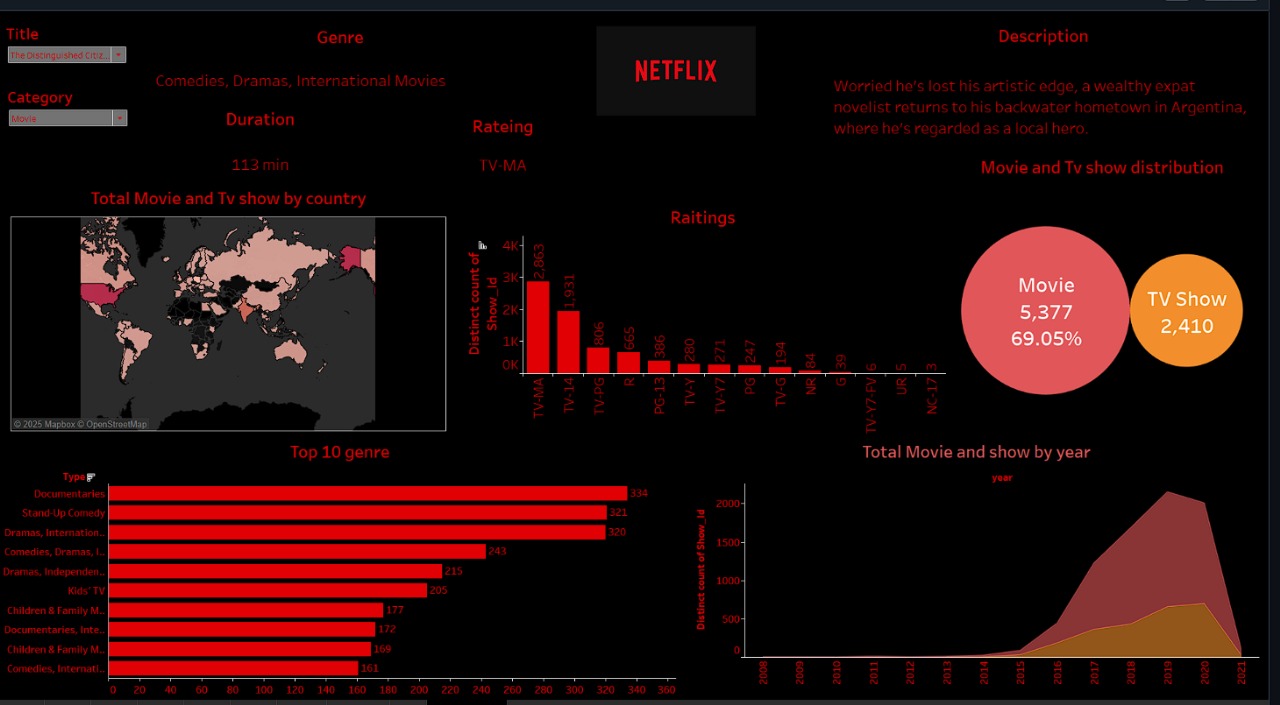 Title
The Distinguished Citiz...
Category
Movie
Genre
Comedies, Dramas, International Movies
Duration
113 min
Rateing
TV-MA
NETFLIX
Description
Worried he's lost his artistic edge, a wealthy expat
novelist returns to his backwater hometown in Argentina,
where he's regarded as a local hero.
Total Movie and Tv show by country
© 2025 Mapbox © OpenStreetMap
Raitings
Distinct count of
Show_Id
4K
3K
2K
1K
0K
2,863
1,931
806
665
386
280
271
247
194
84
39
6
5
3
TV-MA
TV-14
TV-PG
R
PG-13
TV-Y
TV-Y7
PG
TV-G
NR
G
TV-Y7-FV
UR
NC-17
Movie and Tv show distribution
Movie
5,377
69.05%
TV Show
2,410
Top 10 genre
Type
Documentaries 334
Stand-Up Comedy 321
Dramas, Internation.. 320
Comedies, Dramas, I.. 243
Dramas, Independen.. 215
Kids' TV 205
Children & Family M.. 177
Documentaries, Inte.. 172
Children & Family M.. 169
Comedies, Internati.. 161
0 20 40 60 80 100 120 140 160 180 200 220 240 260 280 300 320 340 360
Total Movie and show by year
year
Distinct count of Show_Id
2000
1500
1000
500
0
2008 2009 2010 2011 2012 2013 2014 2015 2016 2017 2018 2019 2020 2021